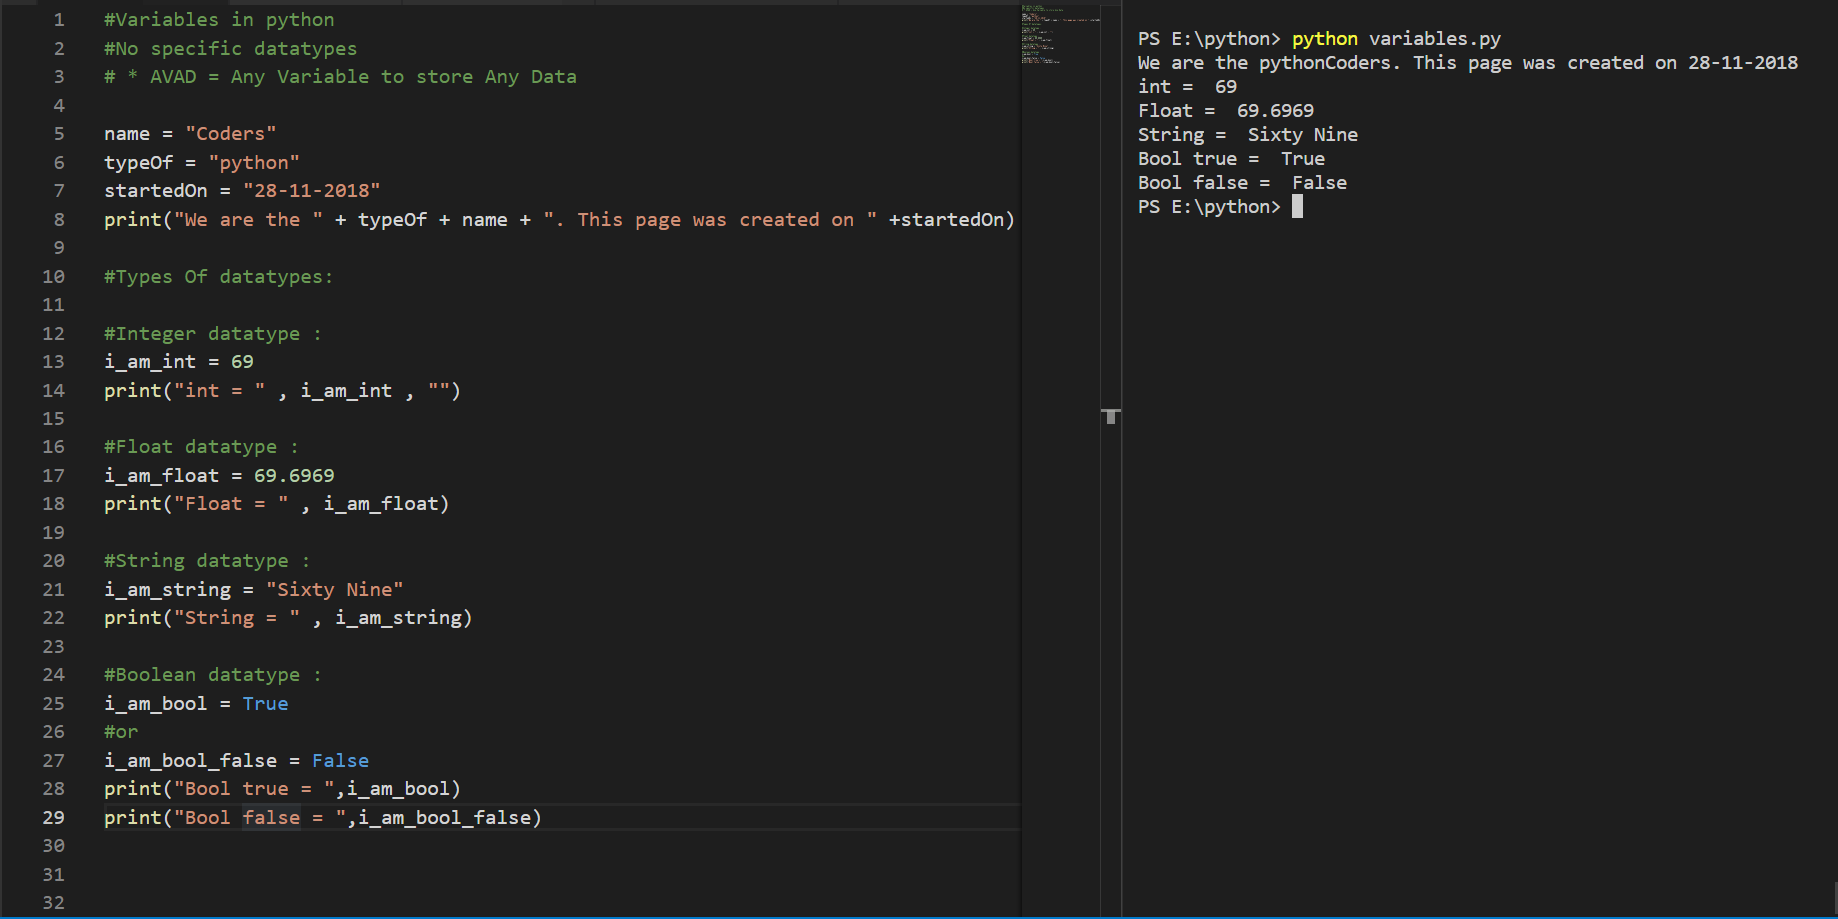 1 #Variables in python
2 #No specific datatypes
3 # * AVAD = Any Variable to store Any Data
4
5 name = "Coders"
6 typeOf = "python"
7 startedOn = "28-11-2018"
8 print("We are the " + typeOf + name + ". This page was created on " +startedOn)
9
10 #Types Of datatypes:
11
12 #Integer datatype :
13 i_am_int = 69
14 print("int = " , i_am_int , "")
15
16 #Float datatype :
17 i_am_float = 69.6969
18 print("Float = " , i_am_float)
19
20 #String datatype :
21 i_am_string = "Sixty Nine"
22 print("String = " , i_am_string)
23
24 #Boolean datatype :
25 i_am_bool = True
26 #or
27 i_am_bool_false = False
28 print("Bool true = ",i_am_bool)
29 print("Bool false = ",i_am_bool_false)
30
31
32
PS E:\python> python variables.py
We are the pythonCoders. This page was created on 28-11-2018
int =  69
Float =  69.6969
String =  Sixty Nine
Bool true =  True
Bool false =  False
PS E:\python>